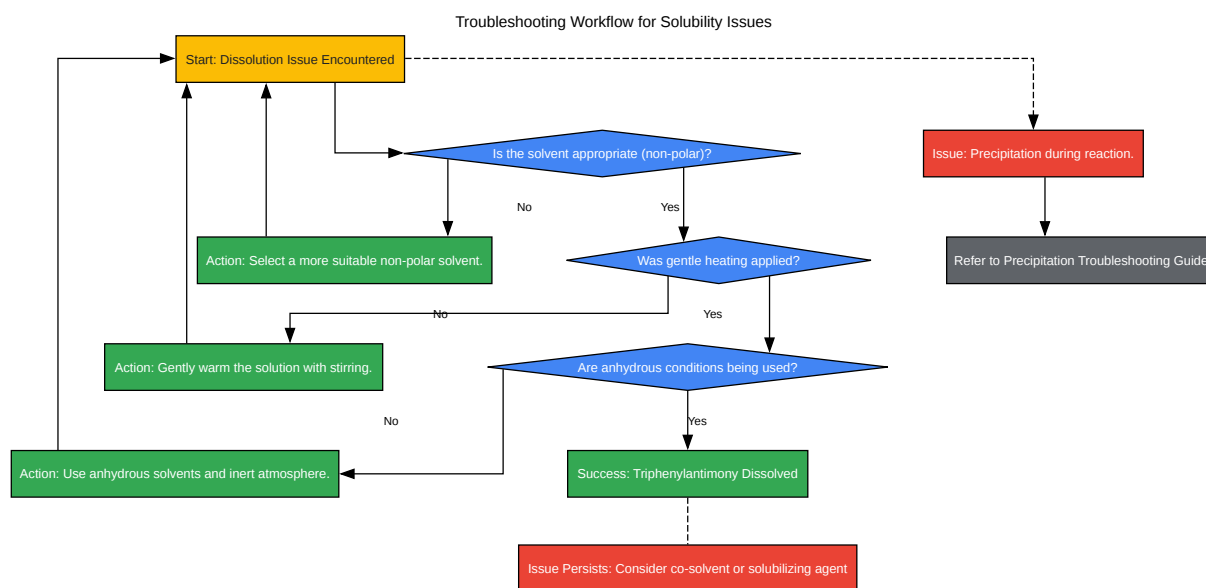 Troubleshooting Workflow for Solubility Issues
Start: Dissolution Issue Encountered
Is the solvent appropriate (non-polar)?
Issue: Precipitation during reaction.
No
Yes
Action: Select a more suitable non-polar solvent.
Was gentle heating applied?
Refer to Precipitation Troubleshooting Guide
No
Yes
Action: Gently warm the solution with stirring.
Are anhydrous conditions being used?
No
Yes
Action: Use anhydrous solvents and inert atmosphere.
Success: Triphenylantimony Dissolved
Issue Persists: Consider co-solvent or solubilizing agent